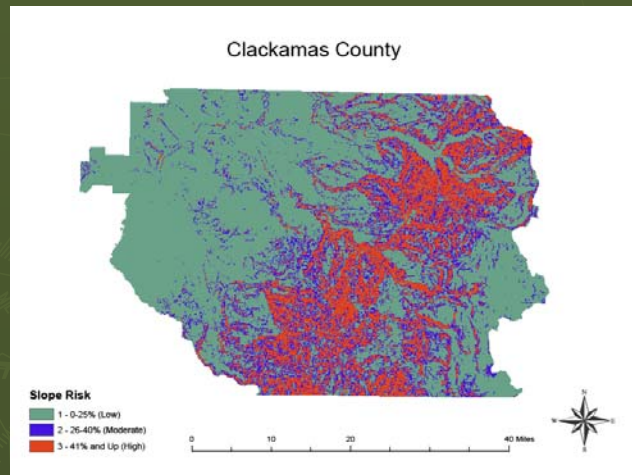 Clackamas County
Slope Risk
1 - 0-25% (Low)
2 - 26-40% (Moderate)
3 - 41% and Up (High)
0 10 20 40 Miles
N
W E
S